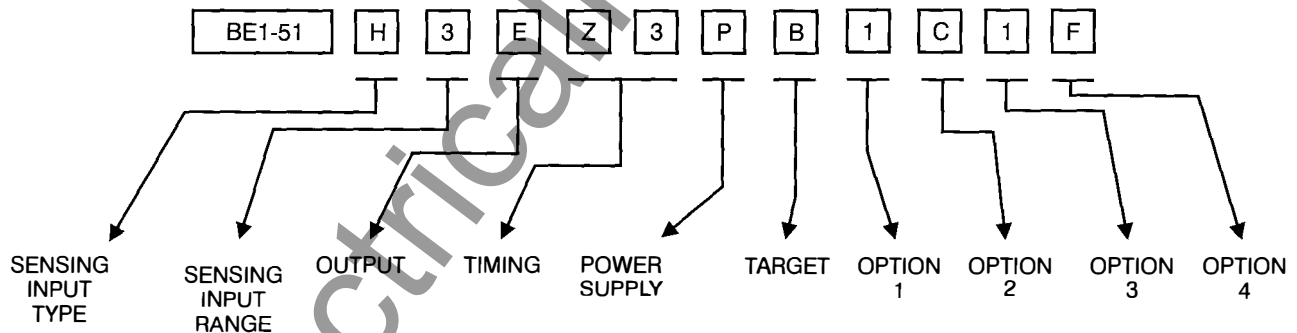 BE1-51 H 3 E Z 3 P B 1 C 1 F
SENSING INPUT TYPE
SENSING INPUT RANGE
OUTPUT
TIMING
POWER SUPPLY
TARGET
OPTION 1
OPTION 2
OPTION 3
OPTION 4